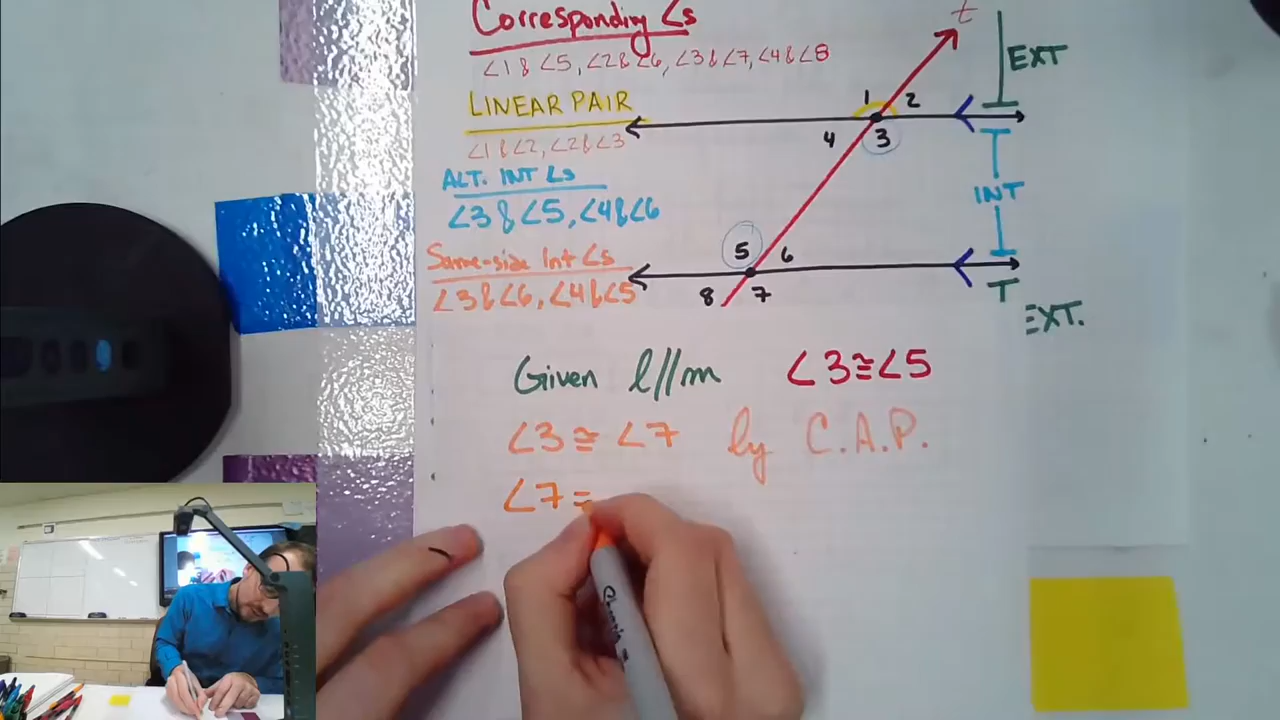 Corresponding ∠s
∠1 & ∠5, ∠2 & ∠6, ∠3 & ∠7, ∠4 & ∠8
LINEAR PAIR
∠1 & ∠2, ∠2 & ∠3
ALT. INT ∠s
∠3 & ∠5, ∠4 & ∠6
Same-side Int ∠s
∠3 & ∠6, ∠4 & ∠5
t
EXT
1 2
4 3
INT
5 6
8 7
EXT.
Given l//m ∠3≅∠5
∠3 ≅ ∠7 by C.A.P.
∠7 ≅